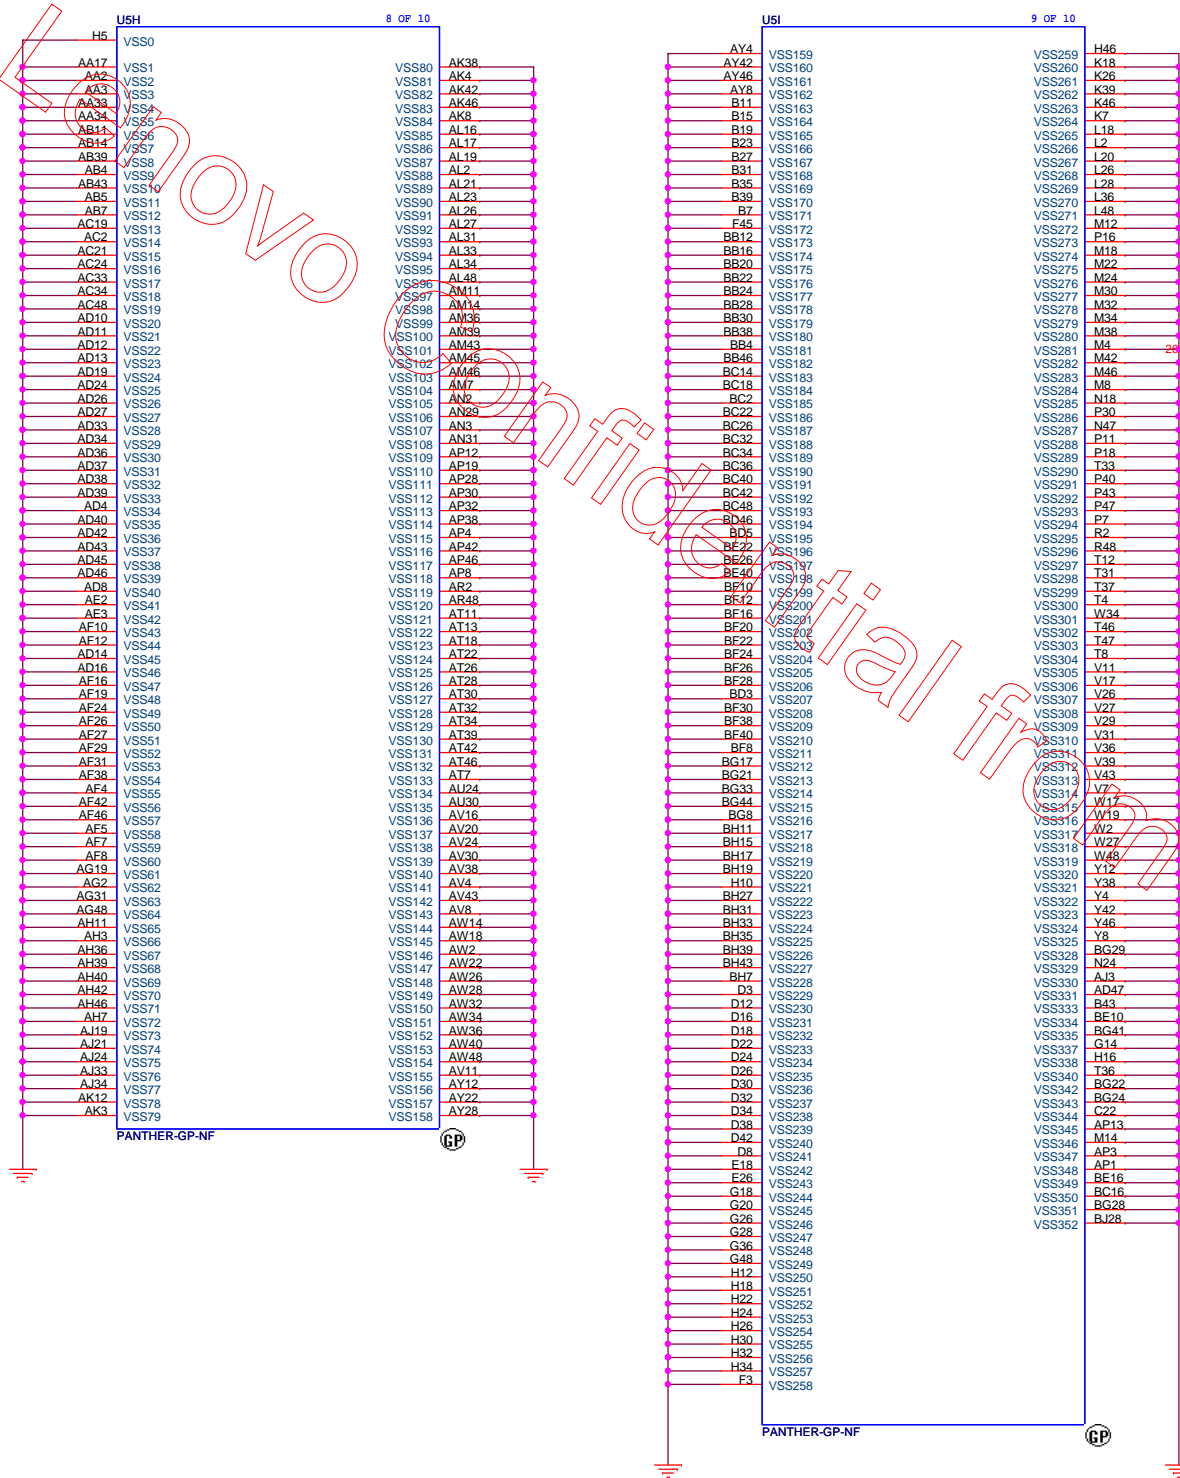 U5H 8 OF 10
H5 VSS0
AA17 VSS1
AA2 VSS2
AA3 VSS3
AA33 VSS4
AA34 VSS5
AB11 VSS6
AB14 VSS7
AB39 VSS8
AB4 VSS9
AB43 VSS10
AB5 VSS11
AB7 VSS12
AC19 VSS13
AC2 VSS14
AC21 VSS15
AC24 VSS16
AC33 VSS17
AC34 VSS18
AC48 VSS19
AD10 VSS20
AD11 VSS21
AD12 VSS22
AD13 VSS23
AD19 VSS24
AD24 VSS25
AD26 VSS26
AD27 VSS27
AD33 VSS28
AD34 VSS29
AD36 VSS30
AD37 VSS31
AD38 VSS32
AD39 VSS33
AD4 VSS34
AD40 VSS35
AD42 VSS36
AD43 VSS37
AD45 VSS38
AD46 VSS39
AD8 VSS40
AE2 VSS41
AE3 VSS42
AF10 VSS43
AF12 VSS44
AD14 VSS45
AD16 VSS46
AF16 VSS47
AF19 VSS48
AF24 VSS49
AF26 VSS50
AF27 VSS51
AF29 VSS52
AF31 VSS53
AF38 VSS54
AF4 VSS55
AF42 VSS56
AF46 VSS57
AF5 VSS58
AF7 VSS59
AF8 VSS60
AG19 VSS61
AG2 VSS62
AG31 VSS63
AG48 VSS64
AH11 VSS65
AH3 VSS66
AH36 VSS67
AH39 VSS68
AH40 VSS69
AH42 VSS70
AH46 VSS71
AH7 VSS72
AJ19 VSS73
AJ21 VSS74
AJ24 VSS75
AJ33 VSS76
AJ34 VSS77
AK12 VSS78
AK3 VSS79
VSS80 AK38
VSS81 AK4
VSS82 AK42
VSS83 AK46
VSS84 AK8
VSS85 AL16
VSS86 AL17
VSS87 AL19
VSS88 AL2
VSS89 AL21
VSS90 AL23
VSS91 AL26
VSS92 AL27
VSS93 AL31
VSS94 AL33
VSS95 AL34
VSS96 AL48
VSS97 AM11
VSS98 AM14
VSS99 AM36
VSS100 AM39
VSS101 AM43
VSS102 AM45
VSS103 AM46
VSS104 AM7
VSS105 AN2
VSS106 AN29
VSS107 AN3
VSS108 AN31
VSS109 AP12
VSS110 AP19
VSS111 AP28
VSS112 AP30
VSS113 AP32
VSS114 AP38
VSS115 AP4
VSS116 AP42
VSS117 AP46
VSS118 AP8
VSS119 AR2
VSS120 AR48
VSS121 AT11
VSS122 AT13
VSS123 AT18
VSS124 AT22
VSS125 AT26
VSS126 AT28
VSS127 AT30
VSS128 AT32
VSS129 AT34
VSS130 AT39
VSS131 AT42
VSS132 AT46
VSS133 AT7
VSS134 AU24
VSS135 AU30
VSS136 AV16
VSS137 AV20
VSS138 AV24
VSS139 AV30
VSS140 AV38
VSS141 AV4
VSS142 AV43
VSS143 AV8
VSS144 AW14
VSS145 AW18
VSS146 AW2
VSS147 AW22
VSS148 AW26
VSS149 AW28
VSS150 AW32
VSS151 AW34
VSS152 AW36
VSS153 AW40
VSS154 AW48
VSS155 AV11
VSS156 AY12
VSS157 AY22
VSS158 AY28
PANTHER-GP-NF
GP
U5I 9 OF 10
AY4 VSS159
AY42 VSS160
AY46 VSS161
AY8 VSS162
B11 VSS163
B15 VSS164
B19 VSS165
B23 VSS166
B27 VSS167
B31 VSS168
B35 VSS169
B39 VSS170
B7 VSS171
F45 VSS172
BB12 VSS173
BB16 VSS174
BB20 VSS175
BB22 VSS176
BB24 VSS177
BB28 VSS178
BB30 VSS179
BB38 VSS180
BB4 VSS181
BB46 VSS182
BC14 VSS183
BC18 VSS184
BC2 VSS185
BC22 VSS186
BC26 VSS187
BC32 VSS188
BC34 VSS189
BC36 VSS190
BC40 VSS191
BC42 VSS192
BC48 VSS193
BD46 VSS194
BD5 VSS195
BE22 VSS196
BE26 VSS197
BE40 VSS198
BF10 VSS199
BF12 VSS200
BF16 VSS201
BF20 VSS202
BF22 VSS203
BF24 VSS204
BF26 VSS205
BF28 VSS206
BD3 VSS207
BF30 VSS208
BF38 VSS209
BF40 VSS210
BF8 VSS211
BG17 VSS212
BG21 VSS213
BG33 VSS214
BG44 VSS215
BG8 VSS216
BH11 VSS217
BH15 VSS218
BH17 VSS219
BH19 VSS220
H10 VSS221
BH27 VSS222
BH31 VSS223
BH33 VSS224
BH35 VSS225
BH39 VSS226
BH43 VSS227
BH7 VSS228
D3 VSS229
D12 VSS230
D16 VSS231
D18 VSS232
D22 VSS233
D24 VSS234
D26 VSS235
D30 VSS236
D32 VSS237
D34 VSS238
D38 VSS239
D42 VSS240
D8 VSS241
E18 VSS242
E26 VSS243
G18 VSS244
G20 VSS245
G26 VSS246
G28 VSS247
G36 VSS248
G48 VSS249
H12 VSS250
H18 VSS251
H22 VSS252
H24 VSS253
H26 VSS254
H30 VSS255
H32 VSS256
H34 VSS257
F3 VSS258
VSS259 H46
VSS260 K18
VSS261 K26
VSS262 K39
VSS263 K46
VSS264 K7
VSS265 L18
VSS266 L2
VSS267 L20
VSS268 L26
VSS269 L28
VSS270 L36
VSS271 L48
VSS272 M12
VSS273 P16
VSS274 M18
VSS275 M22
VSS276 M24
VSS277 M30
VSS278 M32
VSS279 M34
VSS280 M38
VSS281 M4
VSS282 M42
VSS283 M46
VSS284 M8
VSS285 N18
VSS286 P30
VSS287 N47
VSS288 P11
VSS289 P18
VSS290 T33
VSS291 P40
VSS292 P43
VSS293 P47
VSS294 P7
VSS295 R2
VSS296 R48
VSS297 T12
VSS298 T31
VSS299 T37
VSS300 T4
VSS301 W34
VSS302 T46
VSS303 T47
VSS304 T8
VSS305 V11
VSS306 V17
VSS307 V26
VSS308 V27
VSS309 V29
VSS310 V31
VSS311 V36
VSS312 V39
VSS313 V43
VSS314 V7
VSS315 W17
VSS316 W19
VSS317 W2
VSS318 W27
VSS319 W48
VSS320 Y12
VSS321 Y38
VSS322 Y4
VSS323 Y42
VSS324 Y46
VSS325 Y8
VSS328 BG29
VSS329 N24
VSS330 AJ3
VSS331 AD47
VSS333 B43
VSS334 BE10
VSS335 BG41
VSS337 G14
VSS338 H16
VSS340 T36
VSS342 BG22
VSS343 BG24
VSS344 C22
VSS345 AP13
VSS346 M14
VSS347 AP3
VSS348 AP1
VSS349 BE16
VSS350 BC16
VSS351 BG28
VSS352 BJ28
PANTHER-GP-NF
GP
Lenovo Confidential from